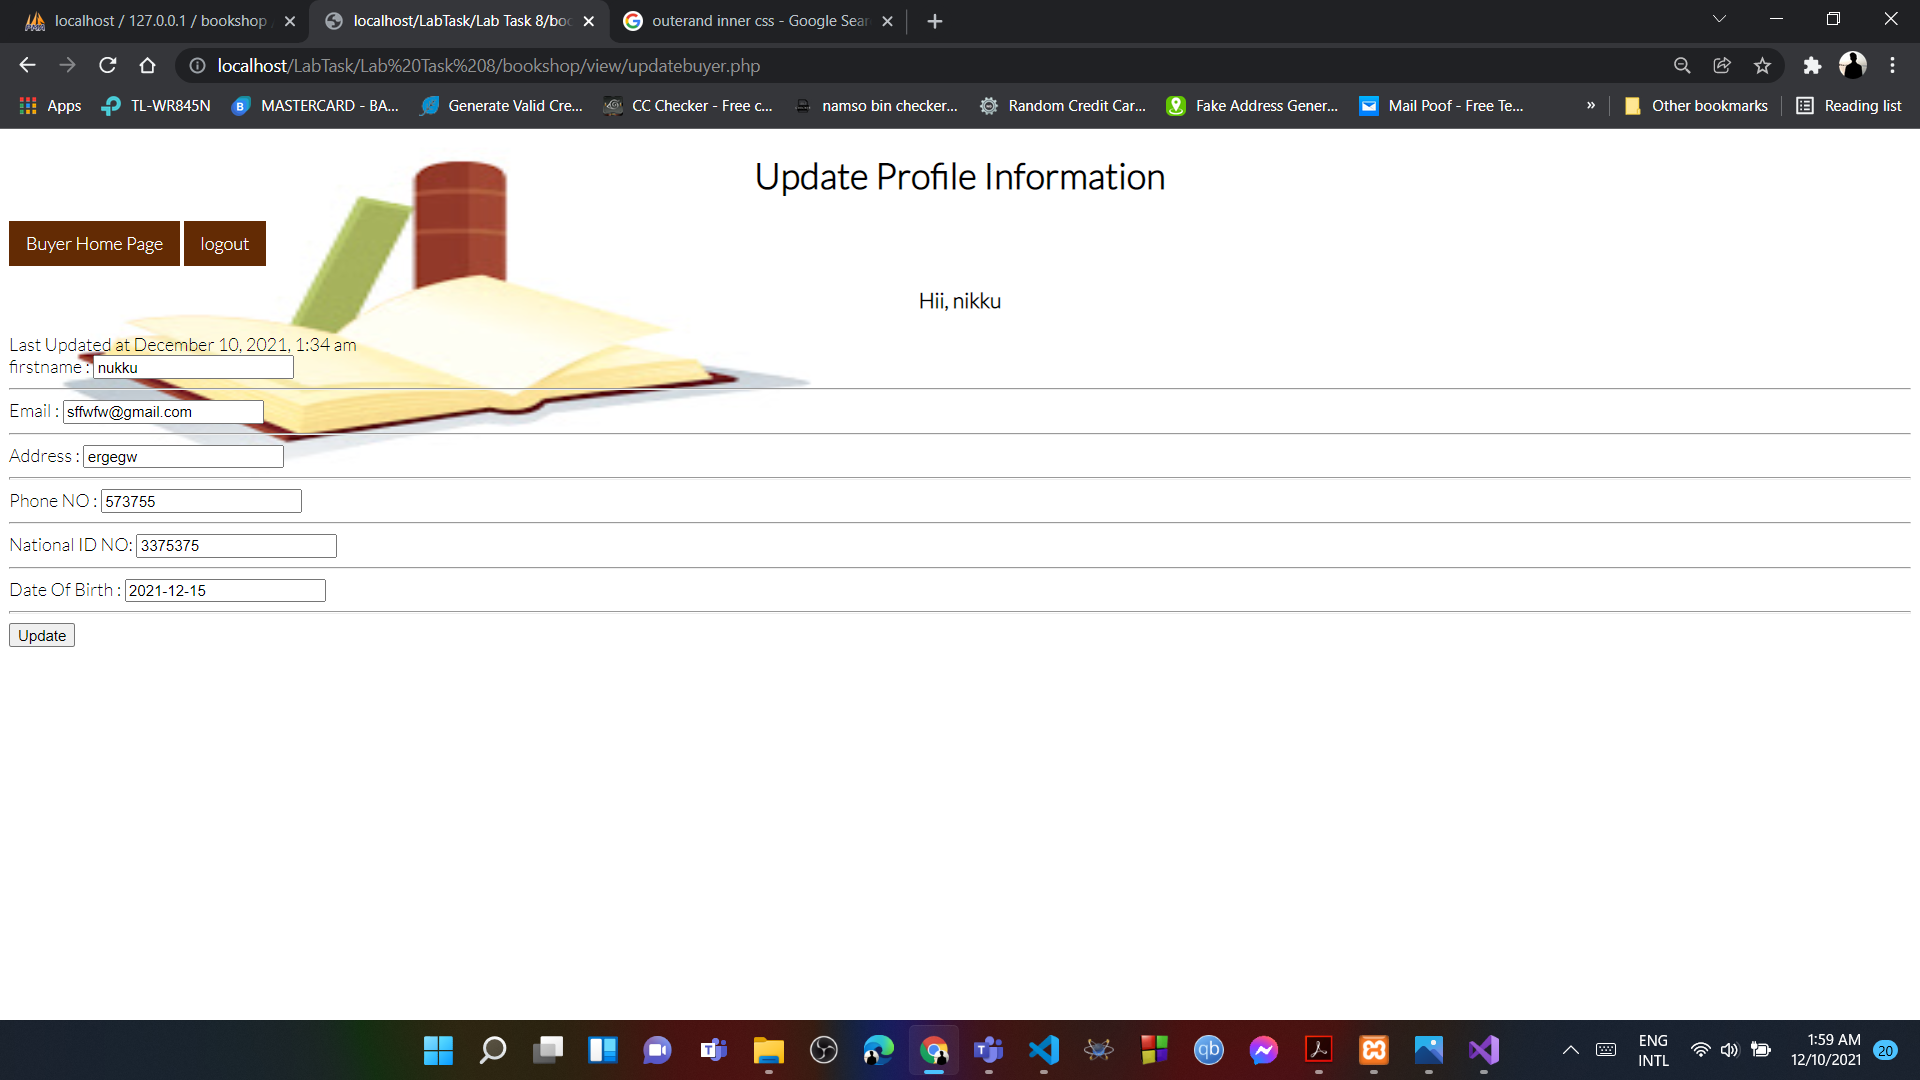 localhost / 127.0.0.1 / bookshop
localhost/LabTask/Lab Task 8/boo
outerand inner css - Google Sear
localhost/LabTask/Lab%20Task%208/bookshop/view/updatebuyer.php
Apps
TL-WR845N
MASTERCARD - BA...
Generate Valid Cre...
CC Checker - Free c...
namso bin checker...
Random Credit Car...
Fake Address Gener...
Mail Poof - Free Te...
»
Other bookmarks
Reading list
Update Profile Information
Buyer Home Page
logout
Hii, nikku
Last Updated at December 10, 2021, 1:34 am
firstname : nukku
Email : sffwfw@gmail.com
Address : ergegw
Phone NO : 573755
National ID NO: 3375375
Date Of Birth : 2021-12-15
Update
qb
ENG
INTL
1:59 AM
12/10/2021
20